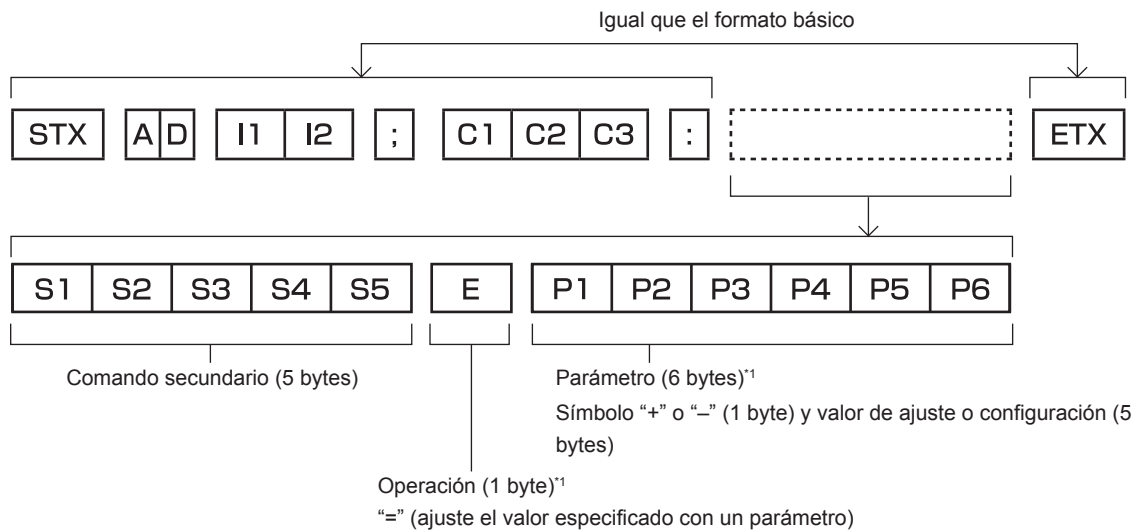 Igual que el formato básico
STX A D I1 I2 ; C1 C2 C3 : ETX
S1 S2 S3 S4 S5 E P1 P2 P3 P4 P5 P6
Comando secundario (5 bytes)
Parámetro (6 bytes)*1
Símbolo “+” o “–” (1 byte) y valor de ajuste o configuración (5
bytes)
Operación (1 byte)*1
“=” (ajuste el valor especificado con un parámetro)